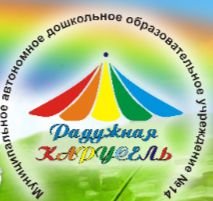 Муниципальное автономное дошкольное образовательное учреждение №14
Радужная
КАРУСЕЛЬ